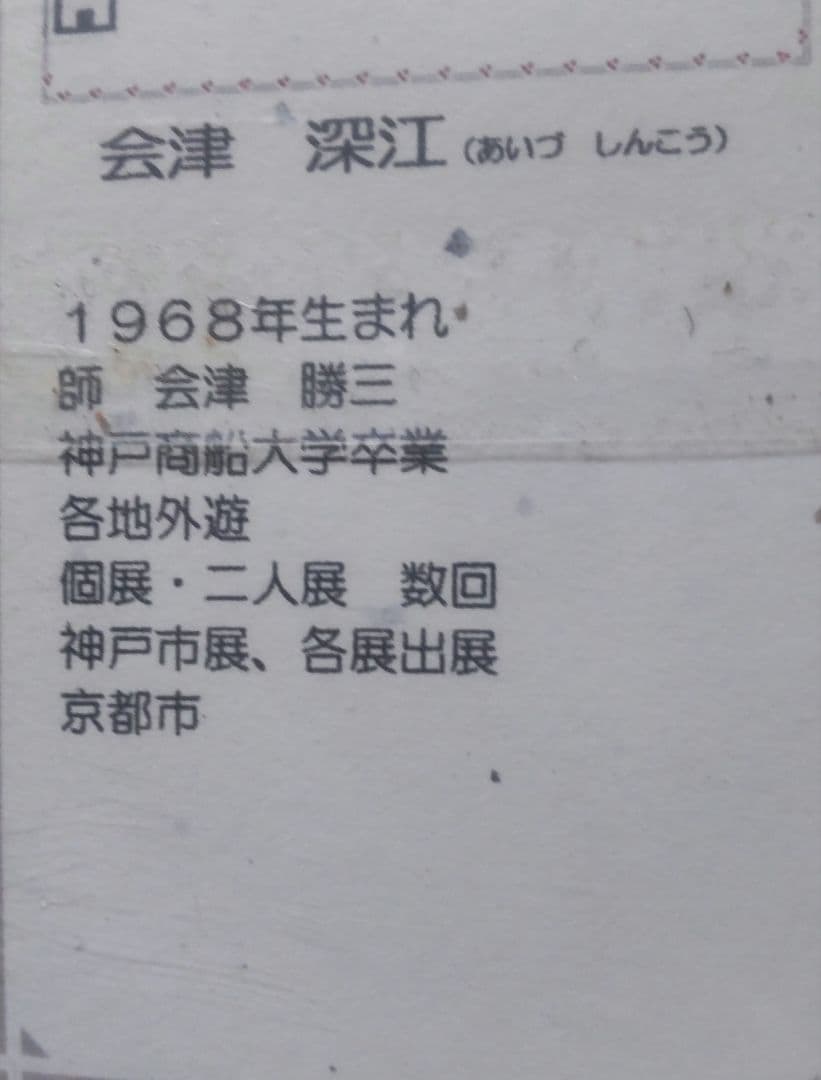 会津　深江（あいづ　しんこう）
１９６８年生まれ
師　会津　勝三
神戸商船大学卒業
各地外遊
個展・二人展　数回
神戸市展、各展出展
京都市